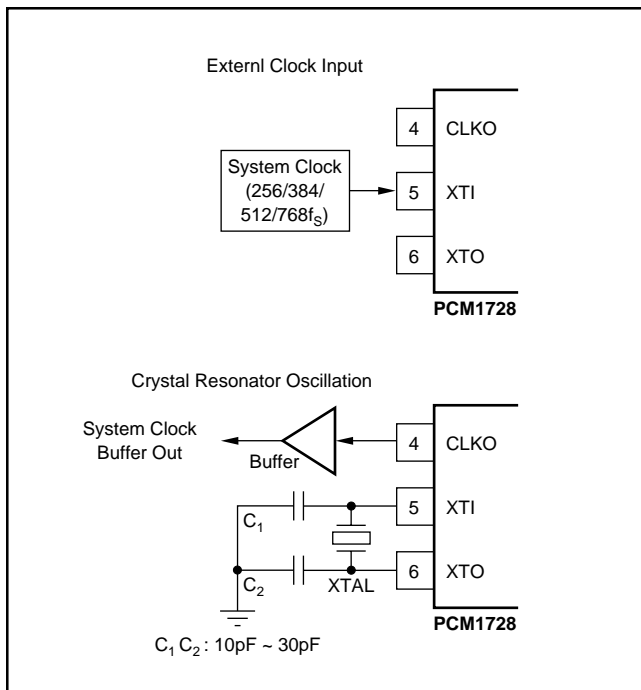 Externl Clock Input
4 CLKO
System Clock
(256/384/
512/768fS)
5 XTI
6 XTO
PCM1728
Crystal Resonator Oscillation
System Clock
Buffer Out
Buffer
4 CLKO
C1
5 XTI
C2
XTAL
6 XTO
PCM1728
C1 C2 : 10pF ~ 30pF